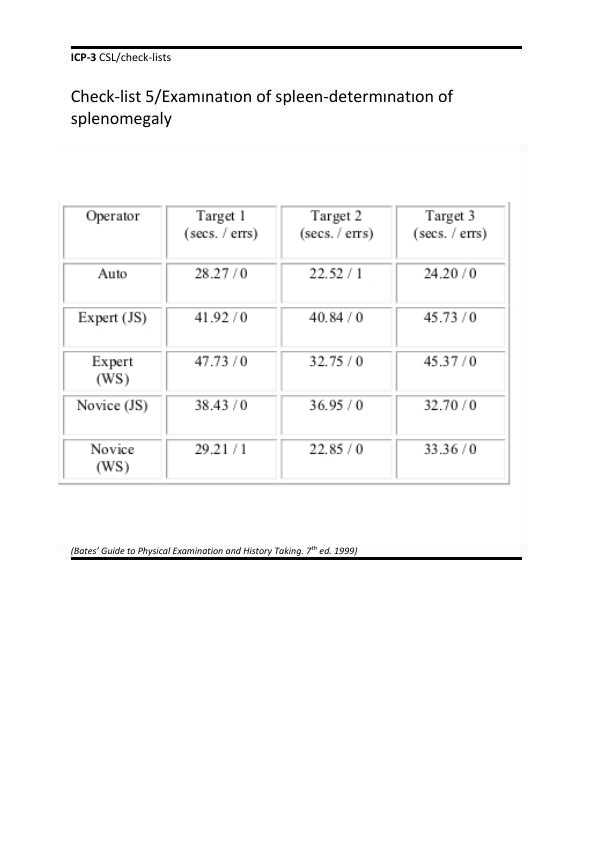 ICP-3 CSL/check-lists
Check-list 5/Examınatıon of spleen-determınatıon of
splenomegaly
Operator Target 1 Target 2 Target 3
(secs. / errs) (secs. / errs) (secs. / errs)
Auto 28.27 / 0 22.52 / 1 24.20 / 0
Expert (JS) 41.92 / 0 40.84 / 0 45.73 / 0
Expert 47.73 / 0 32.75 / 0 45.37 / 0
(WS)
Novice (JS) 38.43 / 0 36.95 / 0 32.70 / 0
Novice 29.21 / 1 22.85 / 0 33.36 / 0
(WS)
(Bates' Guide to Physical Examination and History Taking. 7th ed. 1999)